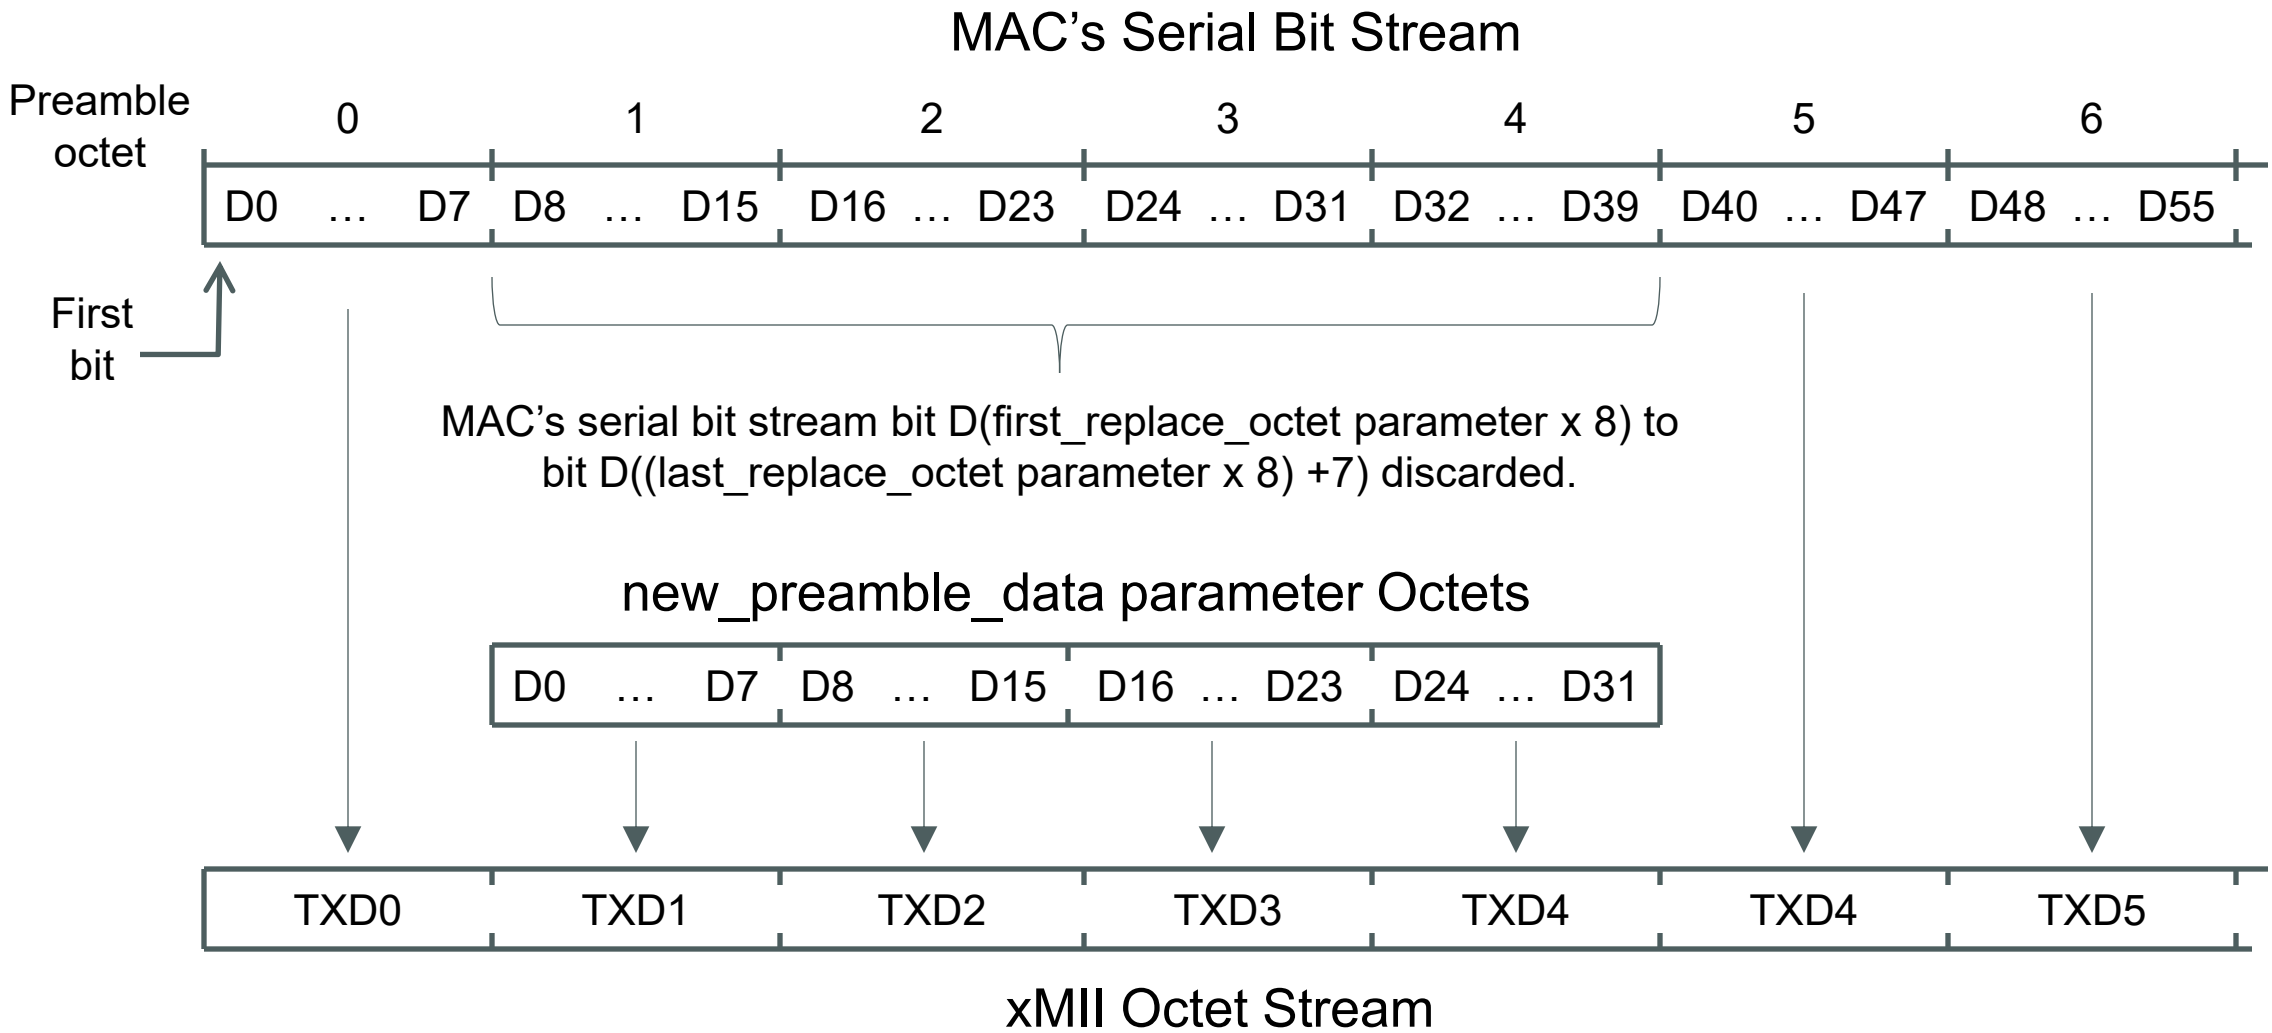 MAC’s Serial Bit Stream
Preamble
octet
0 1 2 3 4 5 6
D0 … D7 D8 … D15 D16 … D23 D24 … D31 D32 … D39 D40 … D47 D48 … D55
First
bit
MAC’s serial bit stream bit D(first_replace_octet parameter x 8) to
bit D((last_replace_octet parameter x 8) +7) discarded.
new_preamble_data parameter Octets
D0 … D7 D8 … D15 D16 … D23 D24 … D31
TXD0 TXD1 TXD2 TXD3 TXD4 TXD4 TXD5
xMII Octet Stream